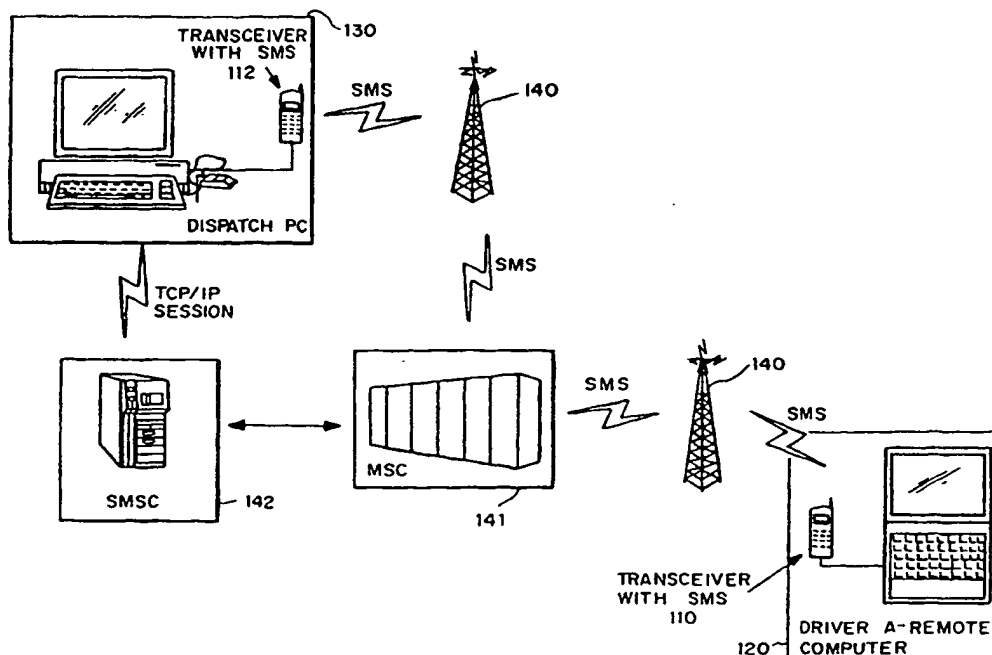 130
TRANSCEIVER
WITH SMS
112
SMS
140
DISPATCH PC
SMS
TCP/IP
SESSION
140
SMS
SMS
MSC
SMSC
142
141
TRANSCEIVER
WITH SMS
110
DRIVER A-REMOTE
COMPUTER
120